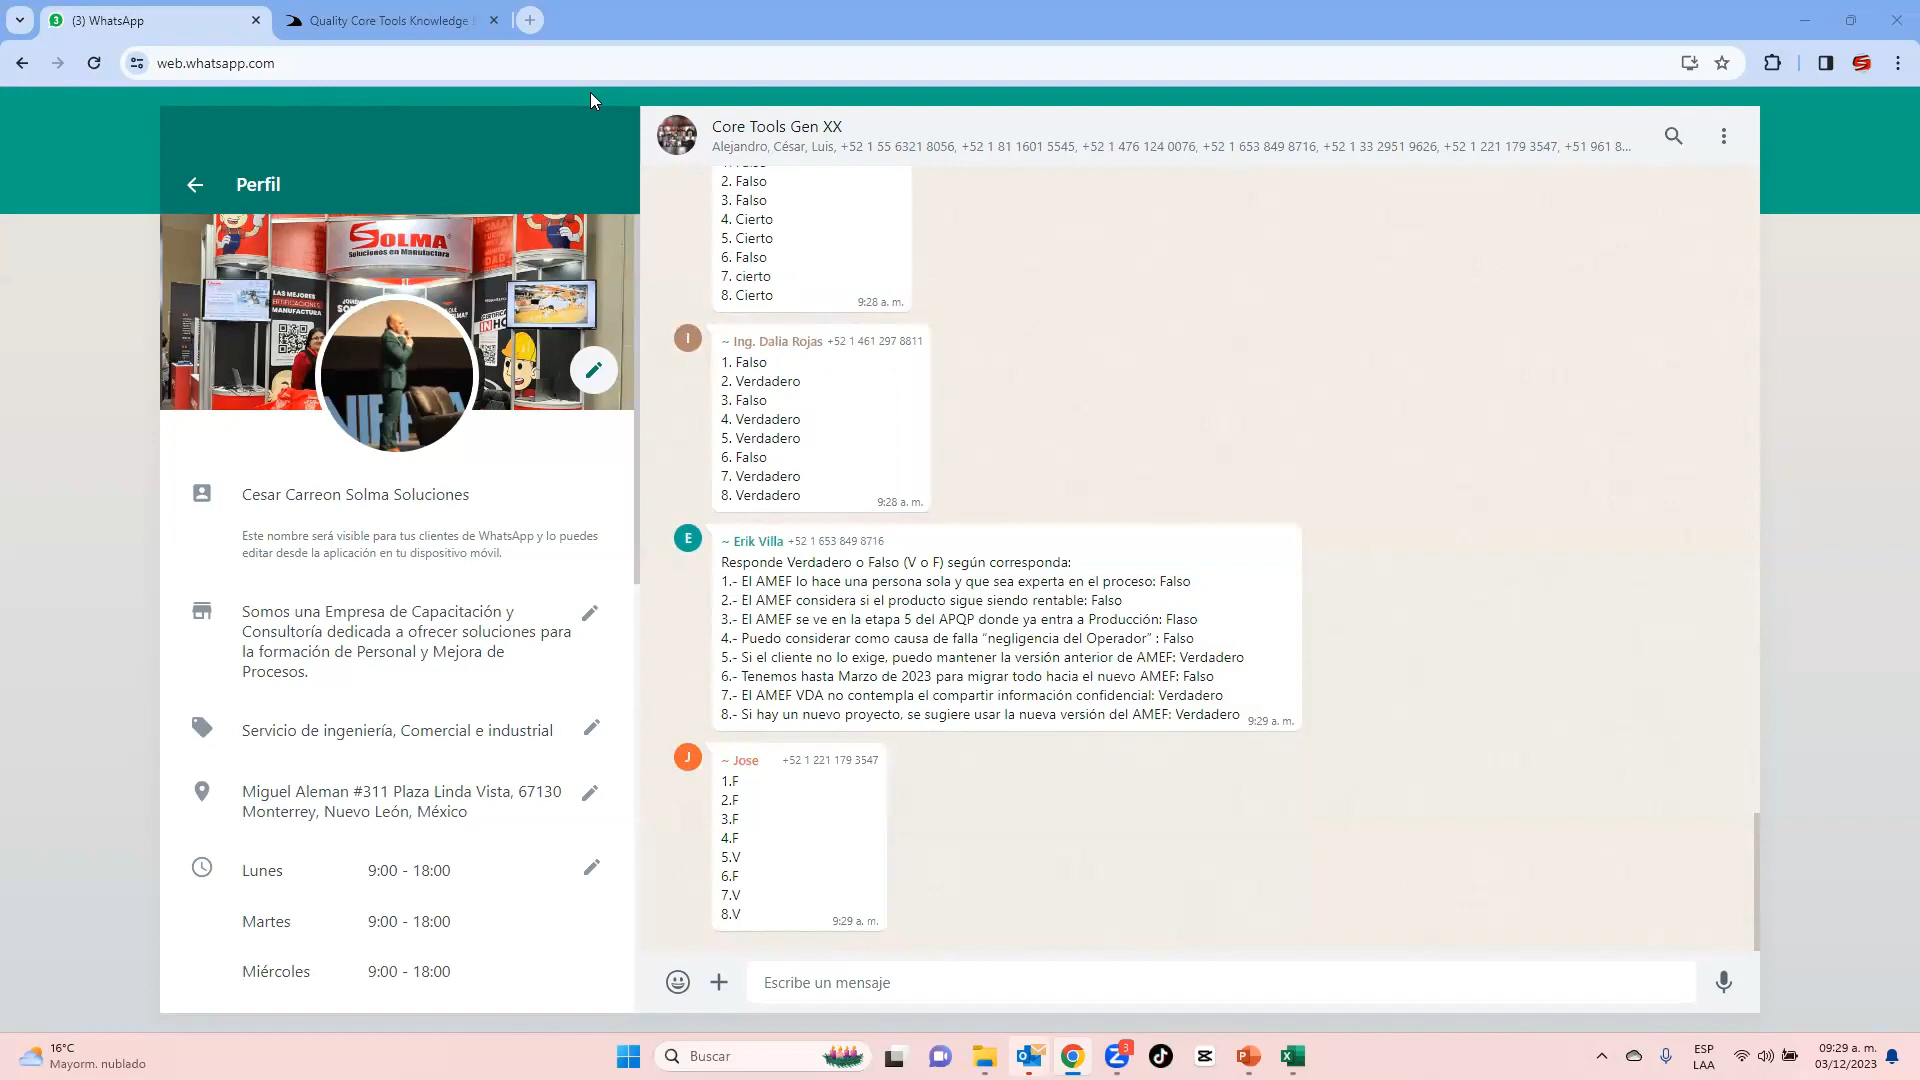 (3) WhatsApp
Quality Core Tools Knowledge
web.whatsapp.com
Perfil
SOLMA
Soluciones en Manufactura
LAS MEJORES
CERTIFICACIONES
MANUFACTURA
Cesar Carreon Solma Soluciones
Este nombre será visible para tus clientes de WhatsApp y lo puedes
editar desde la aplicación en tu dispositivo móvil.
Somos una Empresa de Capacitación y
Consultoría dedicada a ofrecer soluciones para
la formación de Personal y Mejora de
Procesos.
Servicio de ingeniería, Comercial e industrial
Miguel Aleman #311 Plaza Linda Vista, 67130
Monterrey, Nuevo León, México
Lunes 9:00 - 18:00
Martes 9:00 - 18:00
Miércoles 9:00 - 18:00
Core Tools Gen XX
Alejandro, César, Luis, +52 1 55 6321 8056, +52 1 81 1601 5545, +52 1 476 124 0076, +52 1 653 849 8716, +52 1 33 2951 9626, +52 1 221 179 3547, +51 961 8...
2. Falso
3. Falso
4. Cierto
5. Cierto
6. Falso
7. cierto
8. Cierto
9:28 a. m.
I
~ Ing. Dalia Rojas +52 1 461 297 8811
1. Falso
2. Verdadero
3. Falso
4. Verdadero
5. Verdadero
6. Falso
7. Verdadero
8. Verdadero
9:28 a. m.
E
~ Erik Villa +52 1 653 849 8716
Responde Verdadero o Falso (V o F) según corresponda:
1.- El AMEF lo hace una persona sola y que sea experta en el proceso: Falso
2.- El AMEF considera si el producto sigue siendo rentable: Falso
3.- El AMEF se ve en la etapa 5 del APQP donde ya entra a Producción: Flaso
4.- Puedo considerar como causa de falla “negligencia del Operador” : Falso
5.- Si el cliente no lo exige, puedo mantener la versión anterior de AMEF: Verdadero
6.- Tenemos hasta Marzo de 2023 para migrar todo hacia el nuevo AMEF: Falso
7.- El AMEF VDA no contempla el compartir información confidencial: Verdadero
8.- Si hay un nuevo proyecto, se sugiere usar la nueva versión del AMEF: Verdadero
9:29 a. m.
J
~ Jose +52 1 221 179 3547
1.F
2.F
3.F
4.F
5.V
6.F
7.V
8.V
9:29 a. m.
Escribe un mensaje
16°C
Mayorm. nublado
Buscar
3
ESP
LAA
09:29 a. m.
03/12/2023